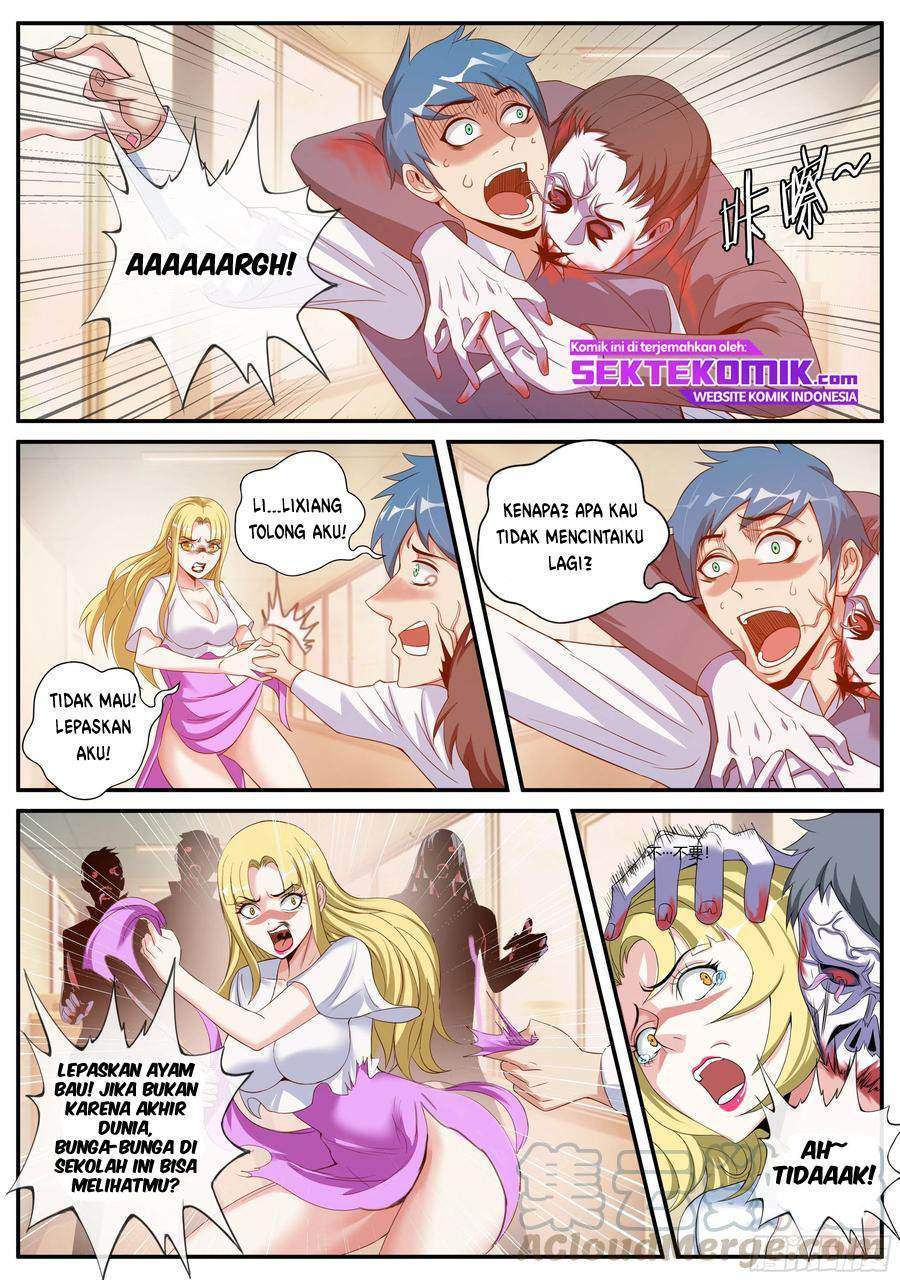 AAAAAARGH!
咔嚓~
Komik ini di terjemahkan oleh:
SEKTEKOMIK.com
WEBSITE KOMIK INDONESIA
LI...LIXIANG
TOLONG AKU!
TIDAK MAU!
LEPASKAN
AKU!
KENAPA? APA KAU
TIDAK MENCINTAIKU
LAGI?
LEPASKAN AYAM
BAU! JIKA BUKAN
KARENA AKHIR
DUNIA,
BUNGA-BUNGA DI
SEKOLAH INI BISA
MELIHATMU?
不…不要!
AH~
TIDAAAK!
ACloudMerge.com